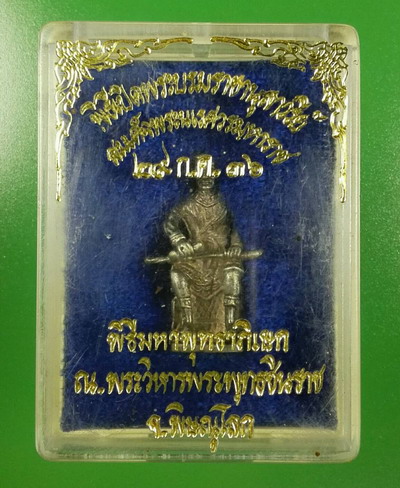 พิธีเปิดพระบรมราชานุสาวรีย์
สมเด็จพระนเรศวรมหาราช
๒๕ ก.ค. ๓๖
พิธีมหาพุทธาภิเษก
ณ..พระวิหารพระพุทธชินราช
จ.พิษณุโลก